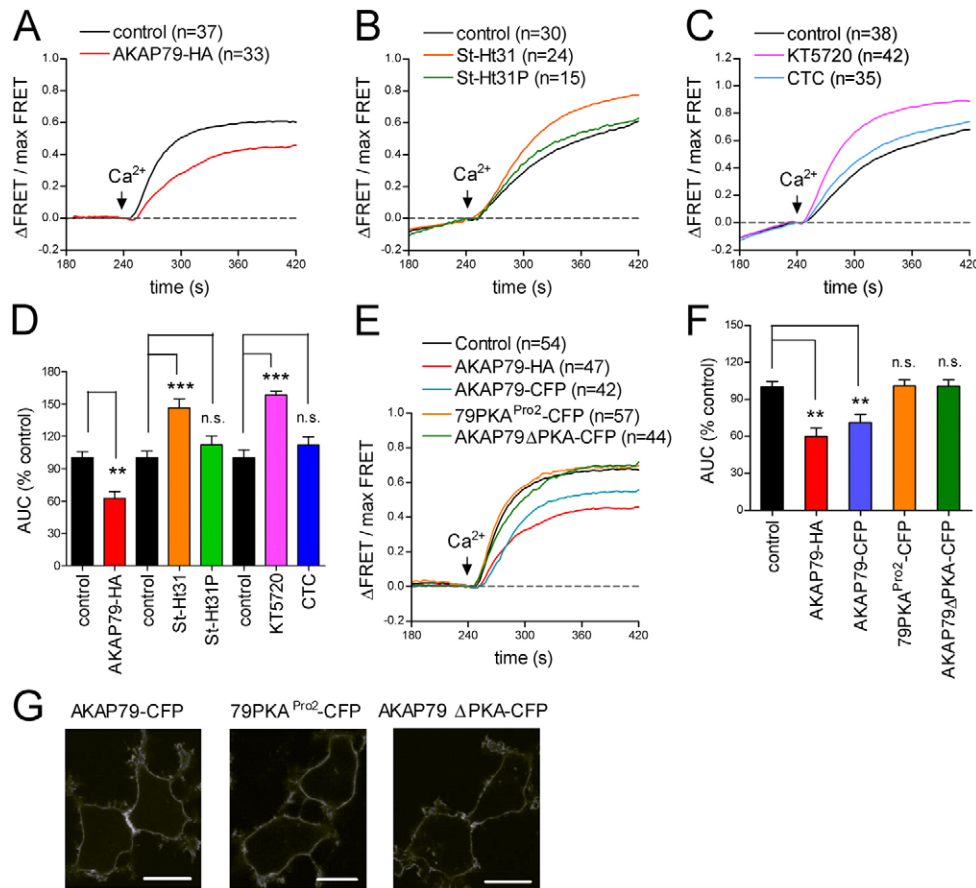 A
control (n=37)
AKAP79-HA (n=33)
ΔFRET / max FRET
1.0
0.8
0.6
0.4
0.2
0.0
-0.2
Ca2+
180 240 300 360 420
time (s)
B
control (n=30)
St-Ht31 (n=24)
St-Ht31P (n=15)
ΔFRET / max FRET
1.0
0.8
0.6
0.4
0.2
0.0
-0.2
Ca2+
180 240 300 360 420
time (s)
C
control (n=38)
KT5720 (n=42)
CTC (n=35)
ΔFRET / max FRET
1.2
1.0
0.8
0.6
0.4
0.2
0.0
-0.2
Ca2+
180 240 300 360 420
time (s)
D
AUC (% control)
180
150
120
90
60
30
0
**
***
n.s.
***
n.s.
control
AKAP79-HA
control
St-Ht31
St-Ht31P
control
KT5720
CTC
E
Control (n=54)
AKAP79-HA (n=47)
AKAP79-CFP (n=42)
79PKAPro2-CFP (n=57)
AKAP79ΔPKA-CFP (n=44)
ΔFRET / max FRET
1.0
0.8
0.6
0.4
0.2
0.0
-0.2
Ca2+
180 240 300 360 420
time (s)
F
AUC (% control)
150
120
90
60
30
0
**
**
n.s.
n.s.
control
AKAP79-HA
AKAP79-CFP
79PKAPro2-CFP
AKAP79ΔPKA-CFP
G
AKAP79-CFP
79PKA Pro2-CFP
AKAP79 ΔPKA-CFP